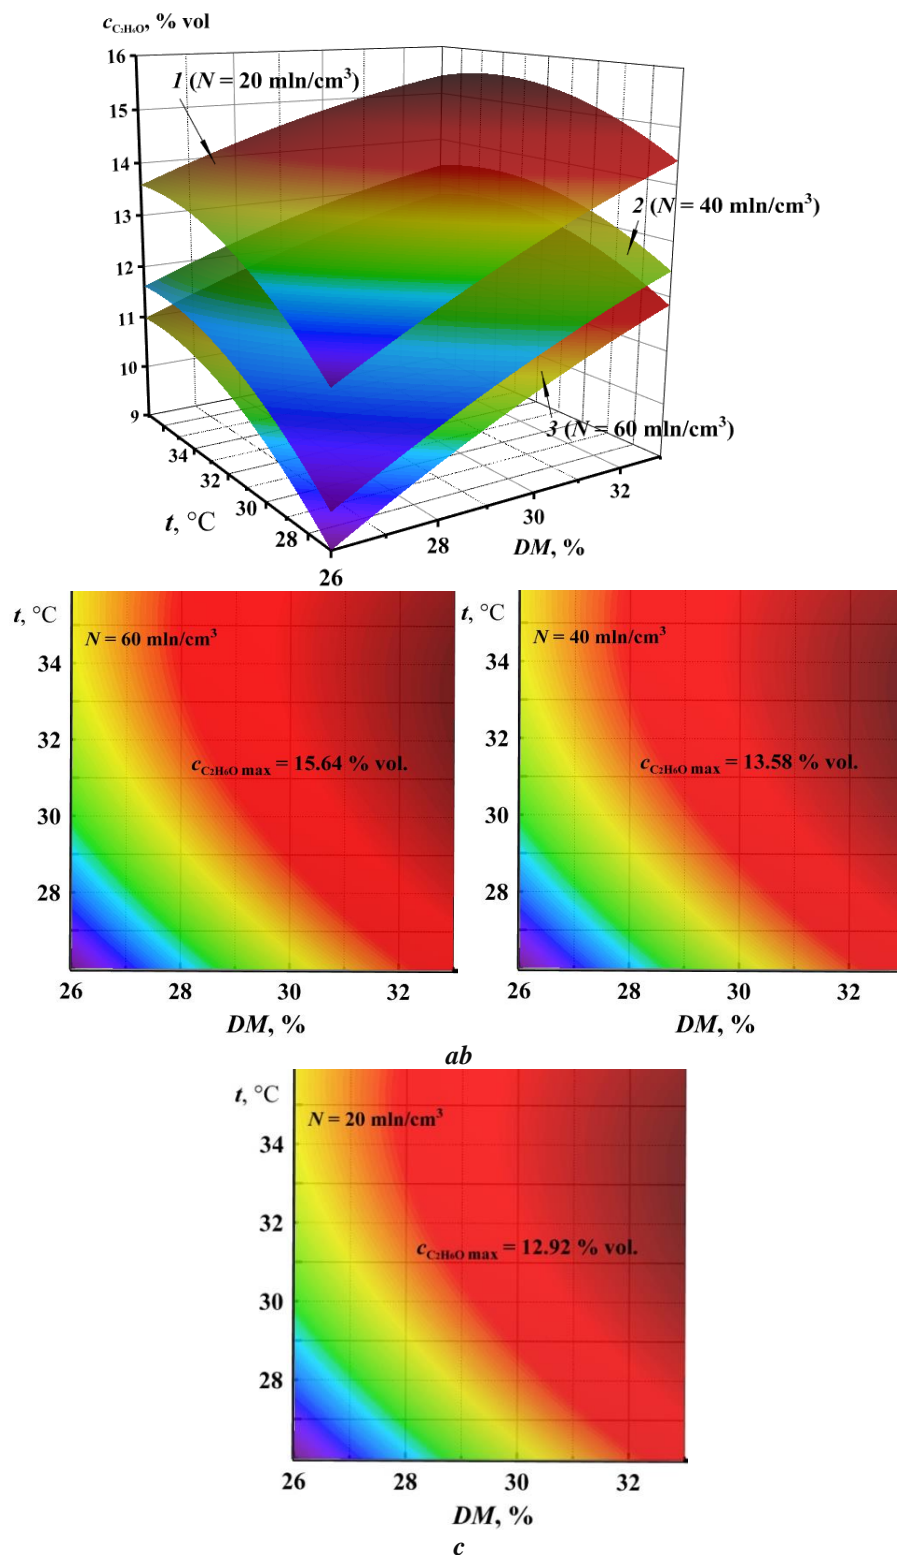 c C₂H₆O, % vol
16
1 (N = 20 mln/cm³)
15
14
13
2 (N = 40 mln/cm³)
12
11
10
9
3 (N = 60 mln/cm³)
34
32
32
30
30
t, °C
28
28
DM, %
26
t, °C
N = 60 mln/cm³
34
32
c C₂H₆O max = 15.64 % vol.
30
28
26 28 30 32
DM, %
t, °C
N = 40 mln/cm³
34
32
c C₂H₆O max = 13.58 % vol.
30
28
26 28 30 32
DM, %
ab
t, °C
N = 20 mln/cm³
34
32
c C₂H₆O max = 12.92 % vol.
30
28
26 28 30 32
DM, %
c